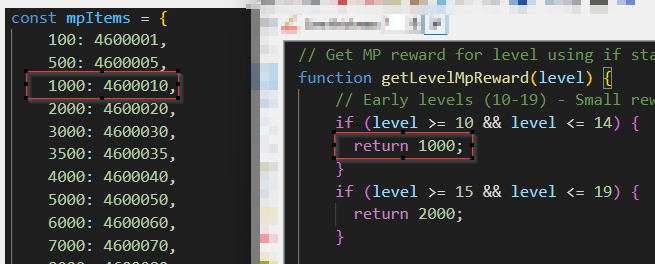 const mpItems = {
100: 4600001,
500: 4600005,
1000: 4600010,
2000: 4600020,
3000: 4600030,
3500: 4600035,
4000: 4600040,
5000: 4600050,
6000: 4600060,
7000: 4600070,
// Get MP reward for level using if sta
function getLevelMpReward(level) {
// Early levels (10-19) - Small rew
if (level >= 10 && level <= 14) {
return 1000;
}
if (level >= 15 && level <= 19) {
return 2000;
}